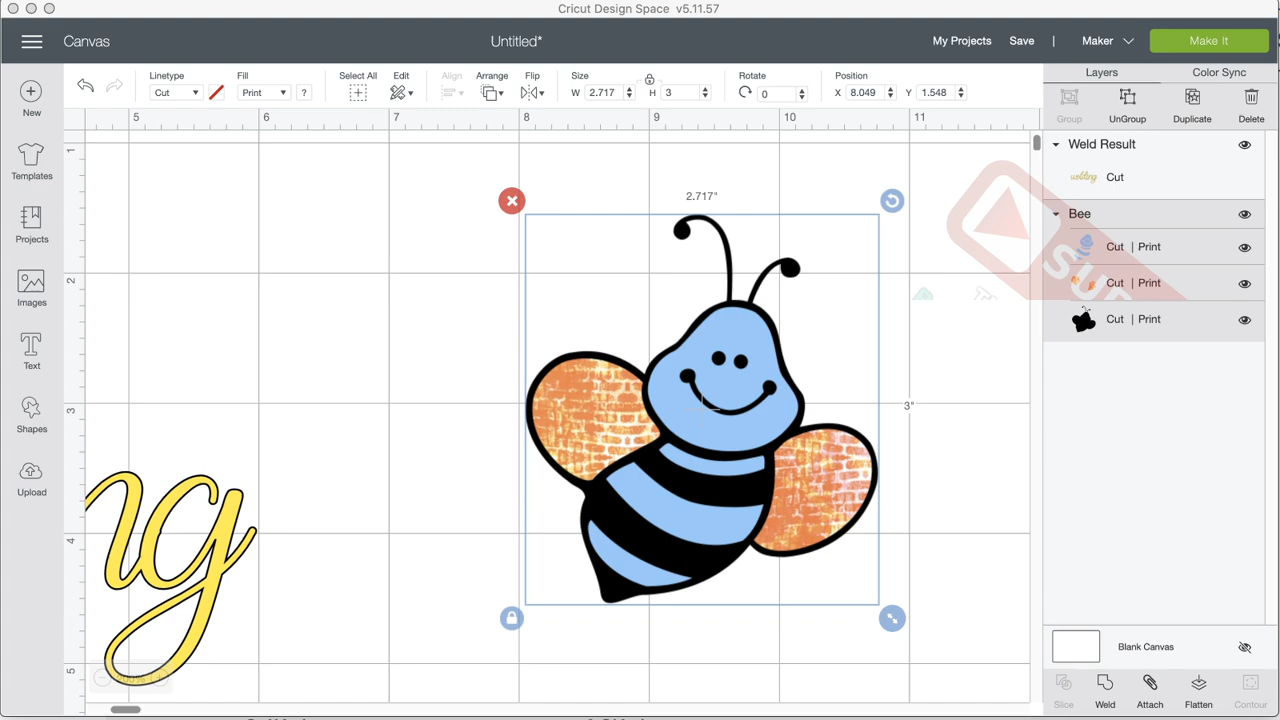 Cricut Design Space  v5.11.57
Canvas
Untitled*
My Projects
Save
|
Maker
Make It
Linetype
Cut
Fill
Print
?
Select All
Edit
Align
Arrange
Flip
Size
W 2.717
H 3
Rotate
0
Position
X 8.049
Y 1.548
Layers
Color Sync
Group
UnGroup
Duplicate
Delete
New
Templates
Projects
Images
Text
Shapes
Upload
5
6
7
8
9
10
11
1
2
3
4
5
2.717"
3"
ng
200%
Weld Result
welding
Cut
Bee
Cut | Print
Cut | Print
Cut | Print
SU
Blank Canvas
Slice
Weld
Attach
Flatten
Contour